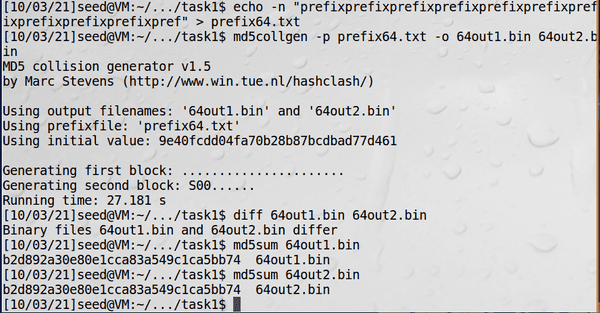 [10/03/21]seed@VM:~/.../task1$ echo -n "prefixprefixprefixprefixprefixprefixpref
ixprefixprefixprefixpref" > prefix64.txt
[10/03/21]seed@VM:~/.../task1$ md5collgen -p prefix64.txt -o 64out1.bin 64out2.b
in
MD5 collision generator v1.5
by Marc Stevens (http://www.win.tue.nl/hashclash/)
Using output filenames: '64out1.bin' and '64out2.bin'
Using prefixfile: 'prefix64.txt'
Using initial value: 9e40fcdd04fa70b28b87bcdbad77d461
Generating first block: .......................
Generating second block: S00......
Running time: 27.181 s
[10/03/21]seed@VM:~/.../task1$ diff 64out1.bin 64out2.bin
Binary files 64out1.bin and 64out2.bin differ
[10/03/21]seed@VM:~/.../task1$ md5sum 64out1.bin
b2d892a30e80e1cca83a549c1ca5bb74  64out1.bin
[10/03/21]seed@VM:~/.../task1$ md5sum 64out2.bin
b2d892a30e80e1cca83a549c1ca5bb74  64out2.bin
[10/03/21]seed@VM:~/.../task1$